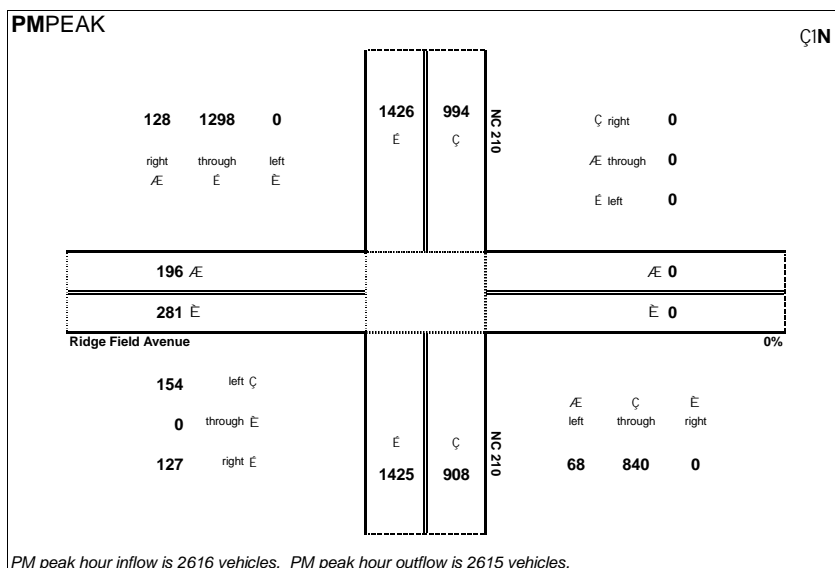 PMPEAK
Ç1N
128 1298 0
right through left
Æ É È
1426 994
É Ç
NC 210
Ç right 0
Æ through 0
É left 0
196 Æ
281 È
Æ 0
È 0
Ridge Field Avenue
0%
154 left Ç
0 through È
127 right É
É Ç
1425 908
NC 210
Æ Ç È
left through right
68 840 0
PM peak hour inflow is 2616 vehicles. PM peak hour outflow is 2615 vehicles.